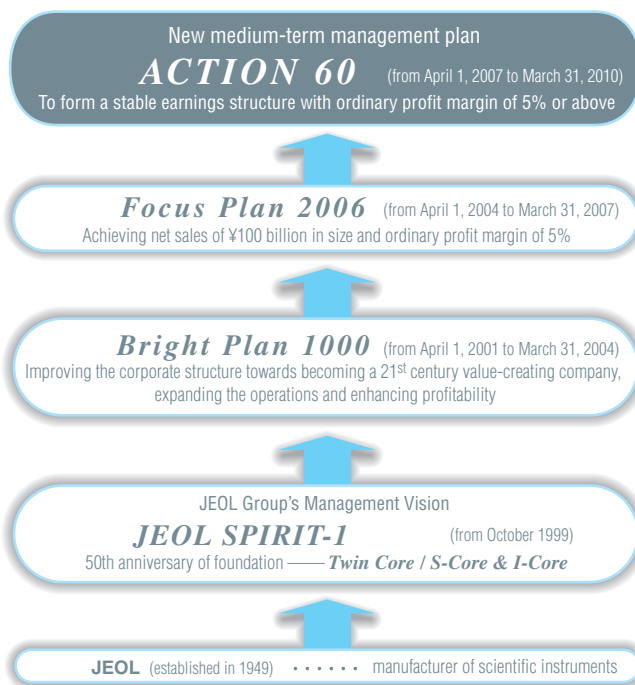 New medium-term management plan
ACTION 60 (from April 1, 2007 to March 31, 2010)
To form a stable earnings structure with ordinary profit margin of 5% or above
Focus Plan 2006 (from April 1, 2004 to March 31, 2007)
Achieving net sales of ¥100 billion in size and ordinary profit margin of 5%
Bright Plan 1000 (from April 1, 2001 to March 31, 2004)
Improving the corporate structure towards becoming a 21st century value-creating company,
expanding the operations and enhancing profitability
JEOL Group's Management Vision
JEOL SPIRIT-1 (from October 1999)
50th anniversary of foundation —— Twin Core / S-Core & I-Core
JEOL (established in 1949) · · · · · · manufacturer of scientific instruments